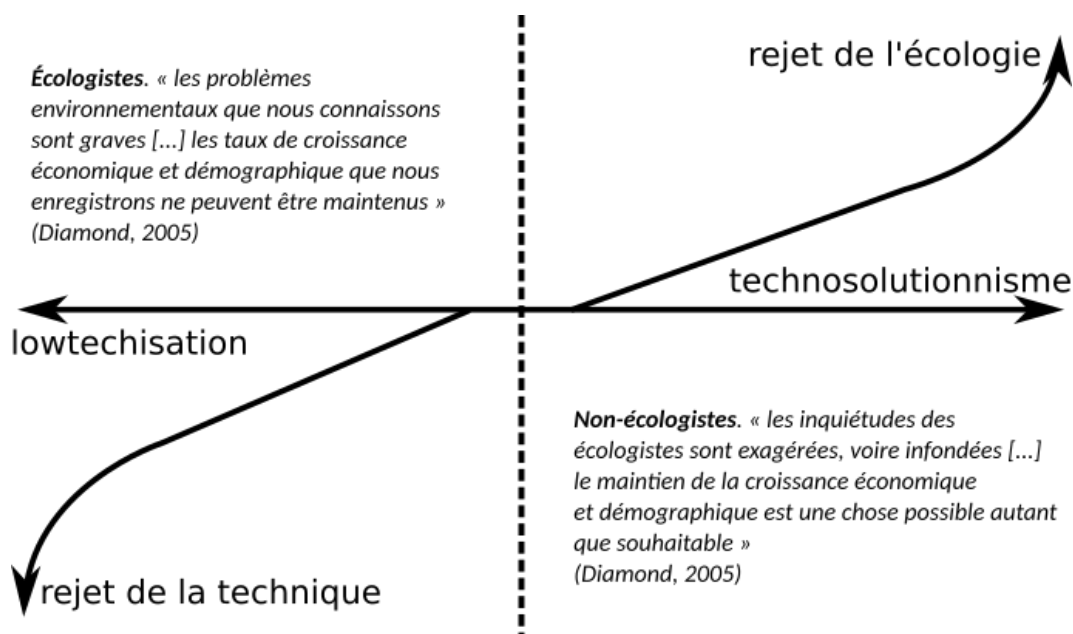 Écologistes. « les problèmes
environnementaux que nous connaissons
sont graves [...] les taux de croissance
économique et démographique que nous
enregistrons ne peuvent être maintenus »
(Diamond, 2005)
rejet de l'écologie
technosolutionnisme
lowtechisation
Non-écologistes. « les inquiétudes des
écologistes sont exagérées, voire infondées [...]
le maintien de la croissance économique
et démographique est une chose possible autant
que souhaitable »
(Diamond, 2005)
rejet de la technique